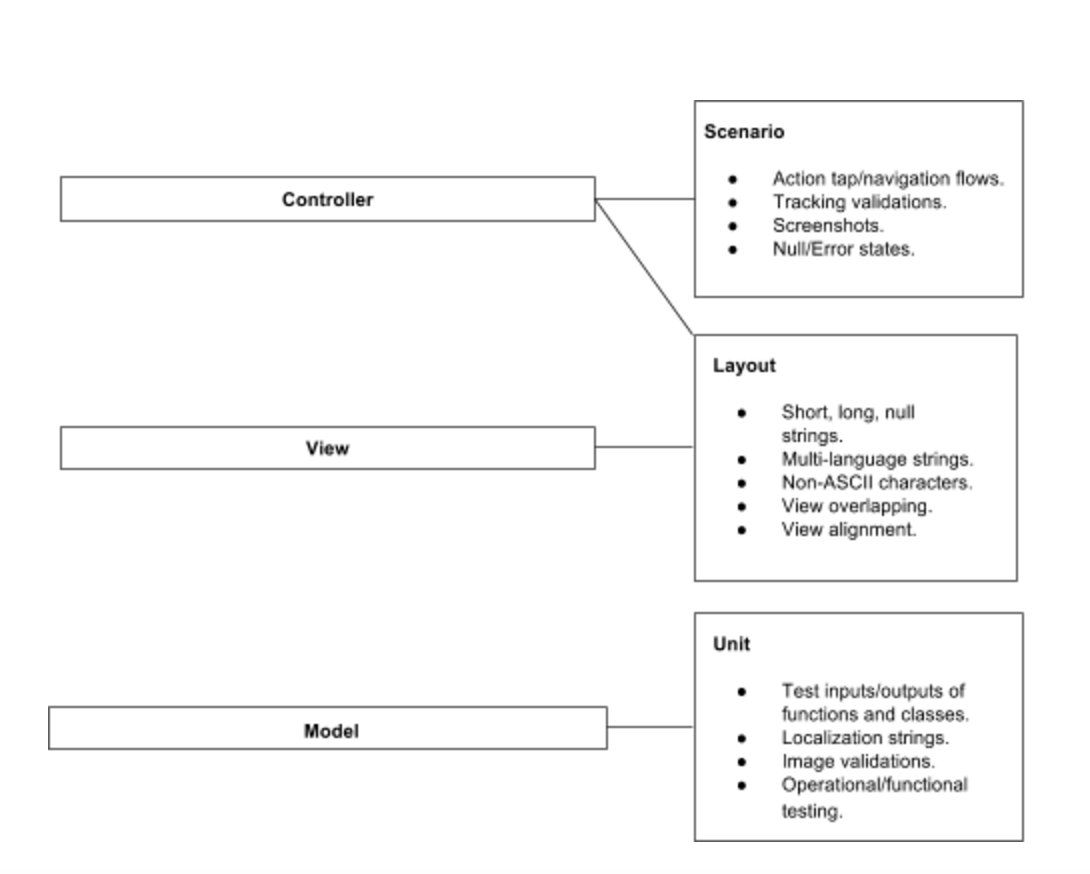 Scenario
● Action tap/navigation flows.
● Tracking validations.
● Screenshots.
● Null/Error states.
Controller
Layout
● Short, long, null
strings.
● Multi-language strings.
● Non-ASCII characters.
● View overlapping.
● View alignment.
View
Unit
● Test inputs/outputs of
functions and classes.
● Localization strings.
● Image validations.
● Operational/functional
testing.
Model